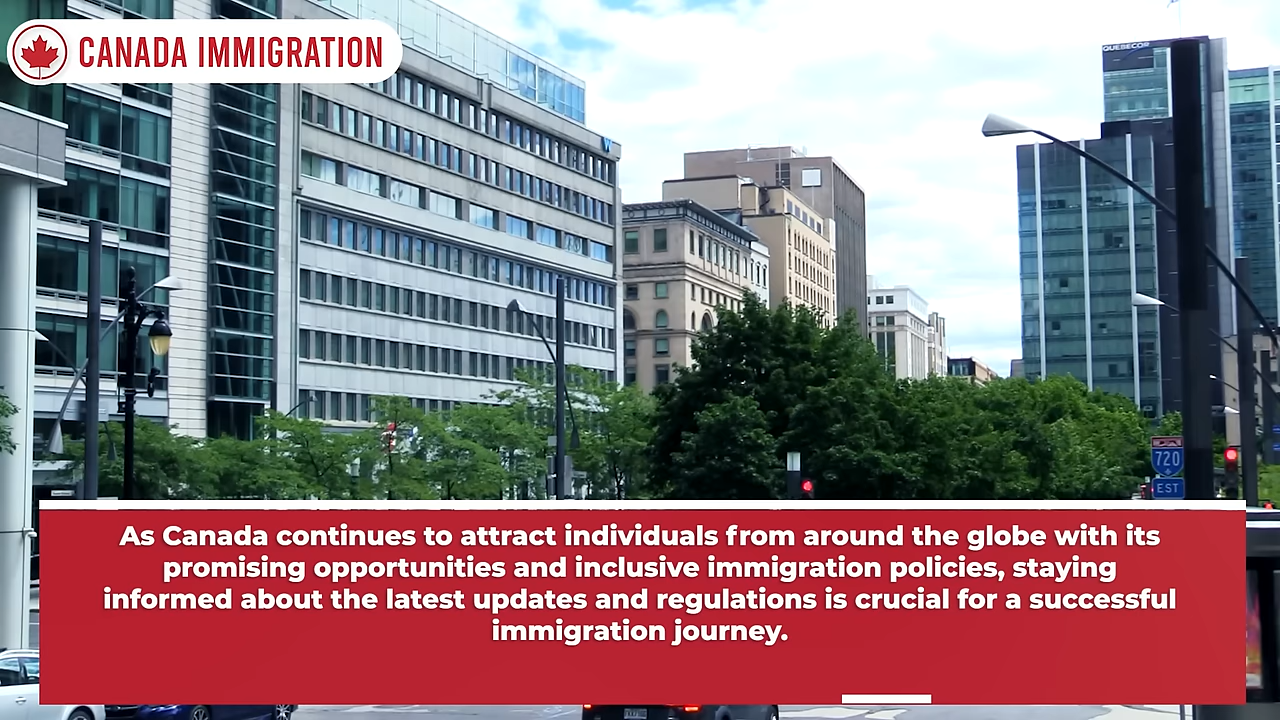 CANADA IMMIGRATION
QUEBECOR
W
720
EST
As Canada continues to attract individuals from around the globe with its
promising opportunities and inclusive immigration policies, staying
informed about the latest updates and regulations is crucial for a successful
immigration journey.